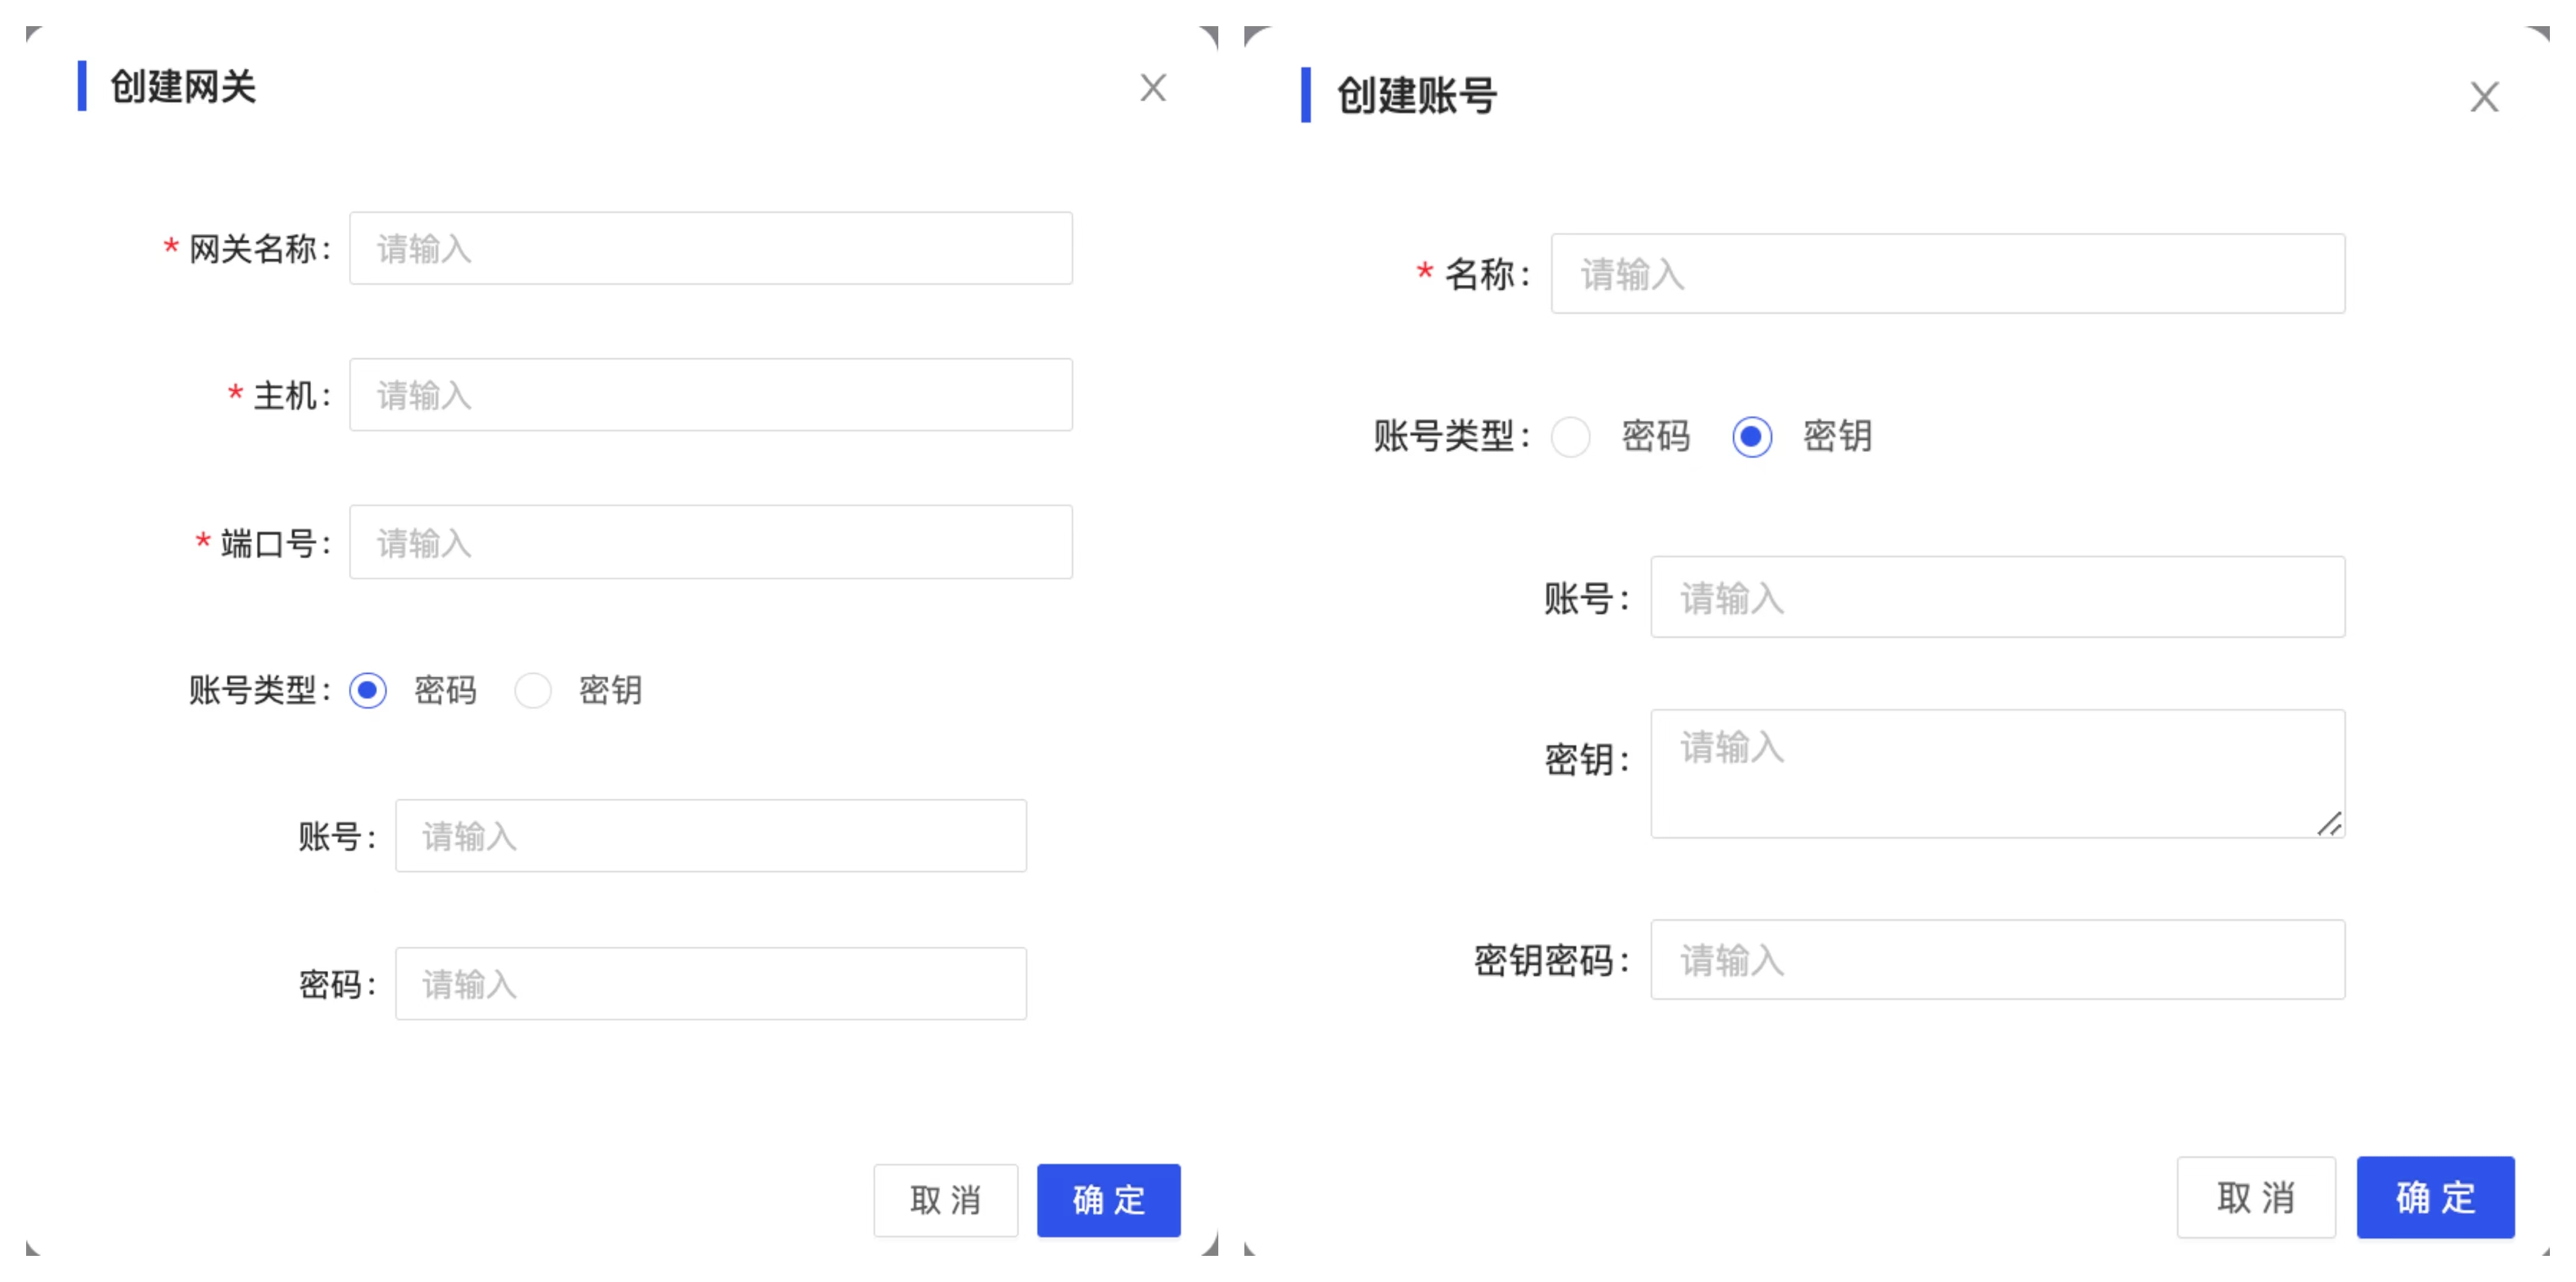 创建网关
* 网关名称: 请输入
* 主机: 请输入
* 端口号: 请输入
账号类型: 密码 密钥
账号: 请输入
密码: 请输入
取 消 确 定
创建账号
* 名称: 请输入
账号类型: 密码 密钥
账号: 请输入
密钥: 请输入
密钥密码: 请输入
取 消 确 定